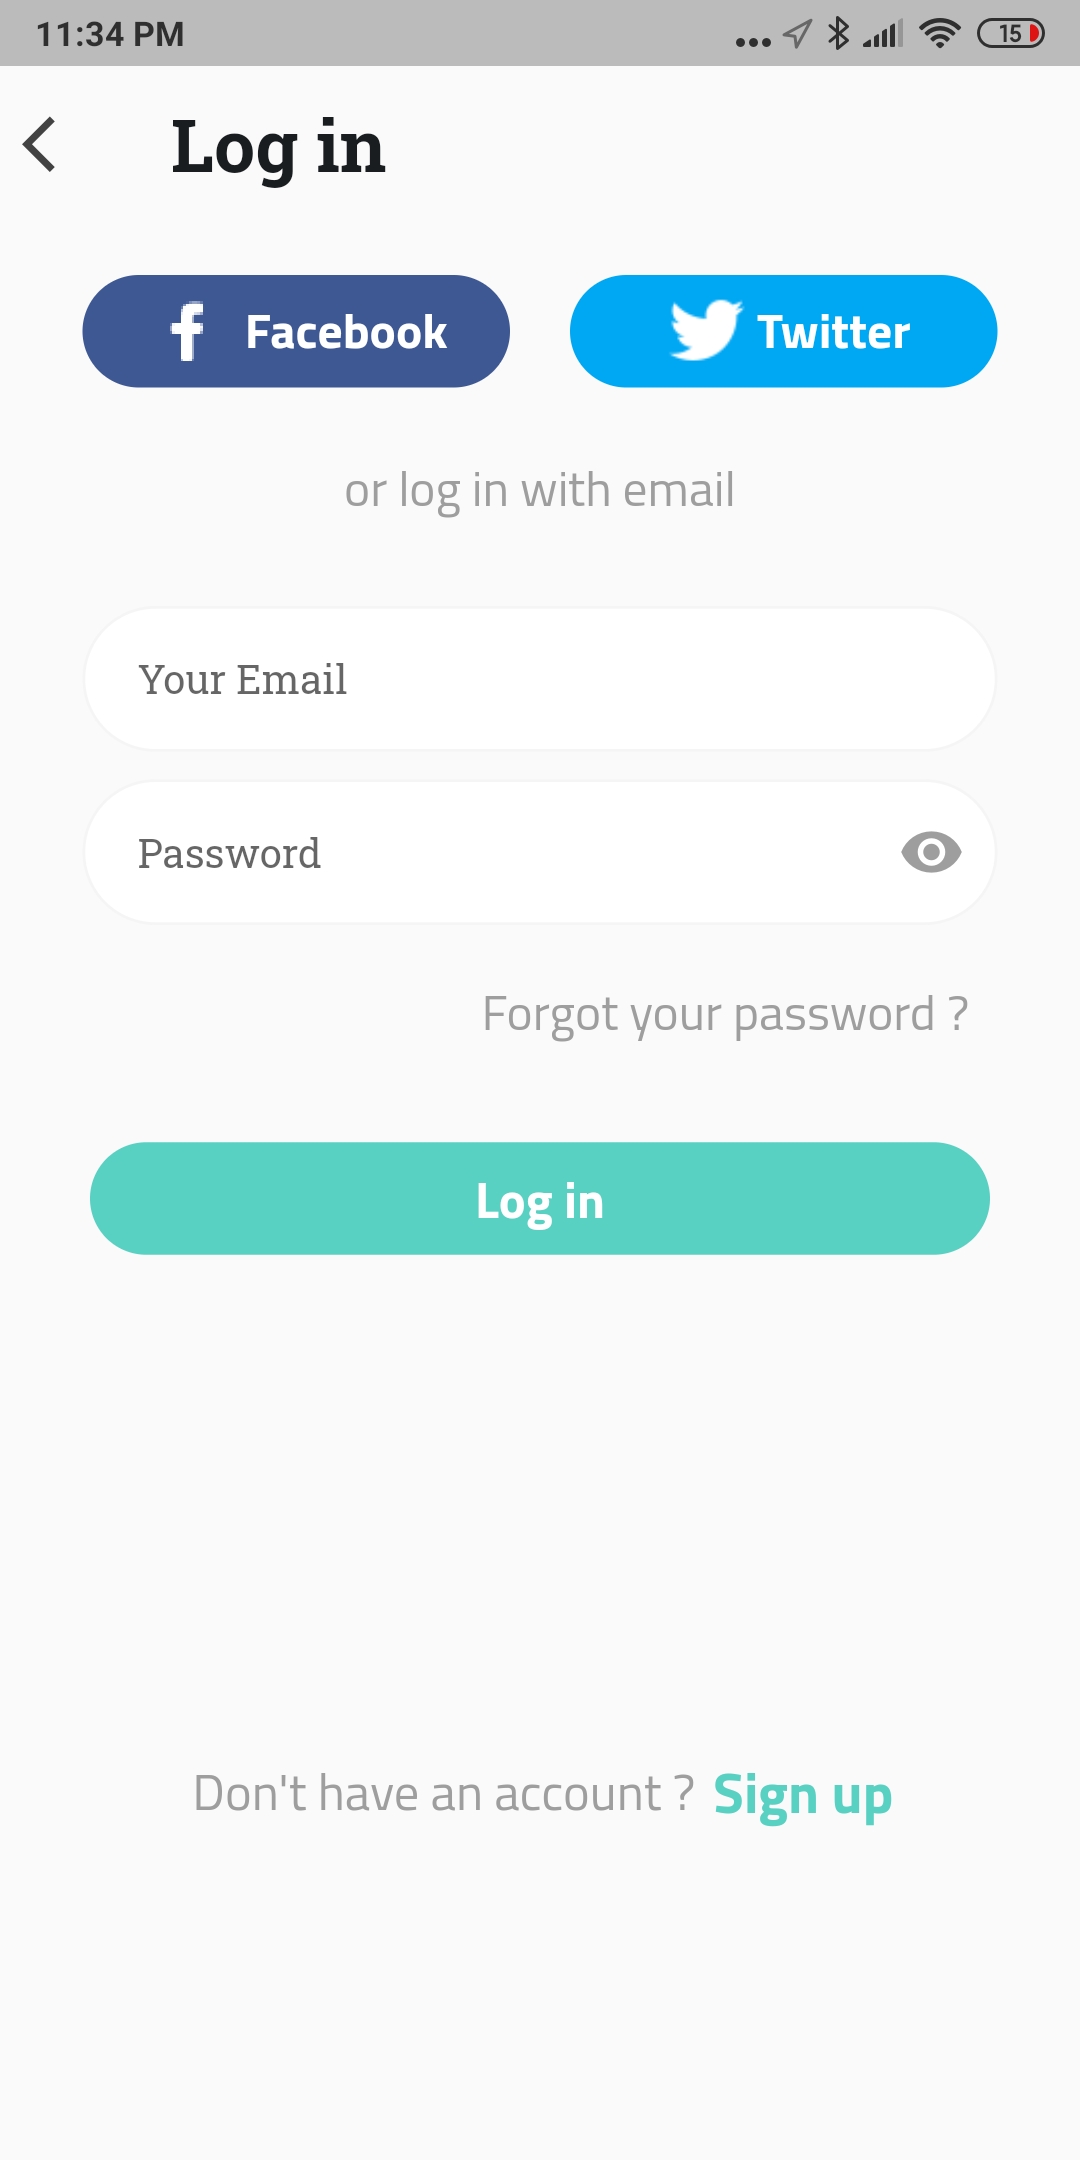 11:34 PM 15
Log in
Facebook Twitter
or log in with email
Your Email
Password
Forgot your password ?
Log in
Don't have an account ? Sign up